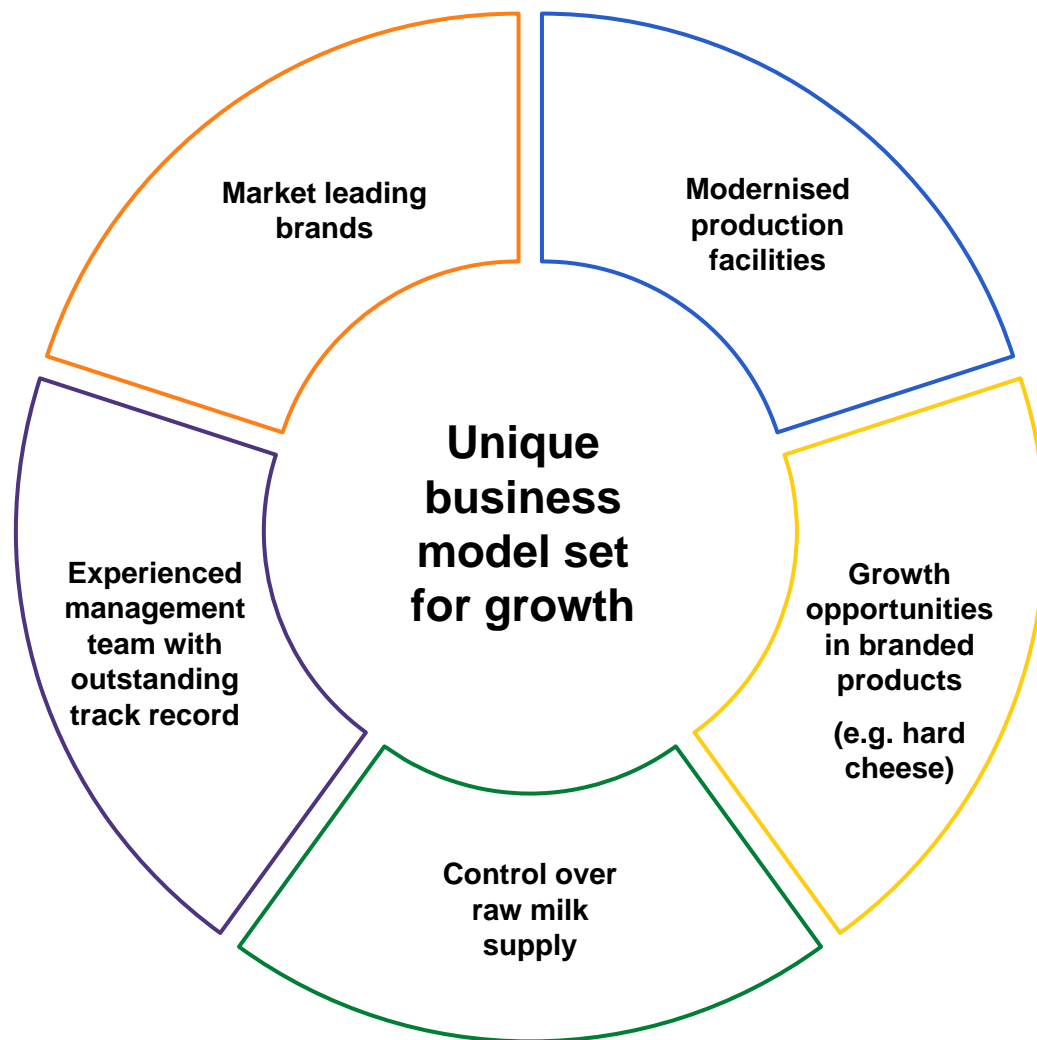 Market leading
brands
Modernised
production
facilities
Unique
business
model set
for growth
Experienced
management
team with
outstanding
track record
Growth
opportunities
in branded
products
(e.g. hard
cheese)
Control over
raw milk
supply